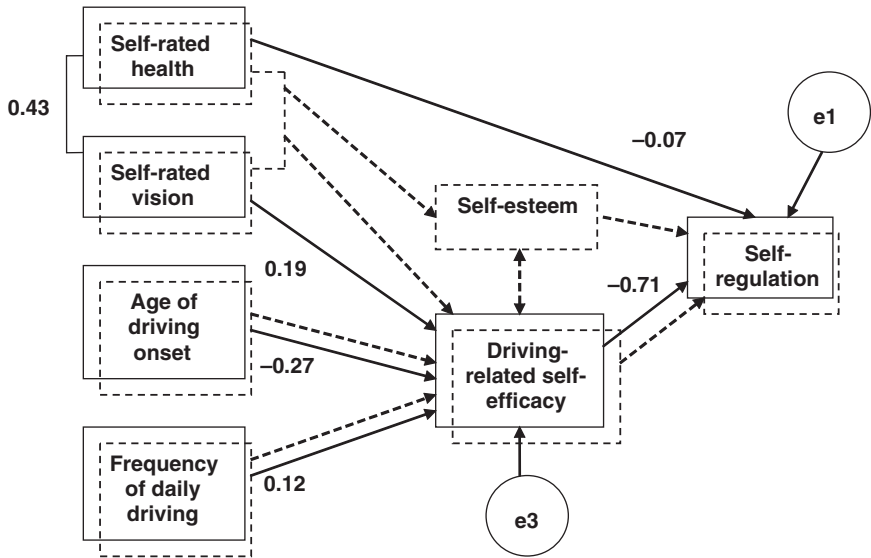 Self-rated
health
0.43
Self-rated
vision
−0.07
e1
Self-esteem
Self-
regulation
0.19
−0.71
Age of
driving
onset
−0.27
Driving-
related self-
efficacy
Frequency
of daily
driving
0.12
e3